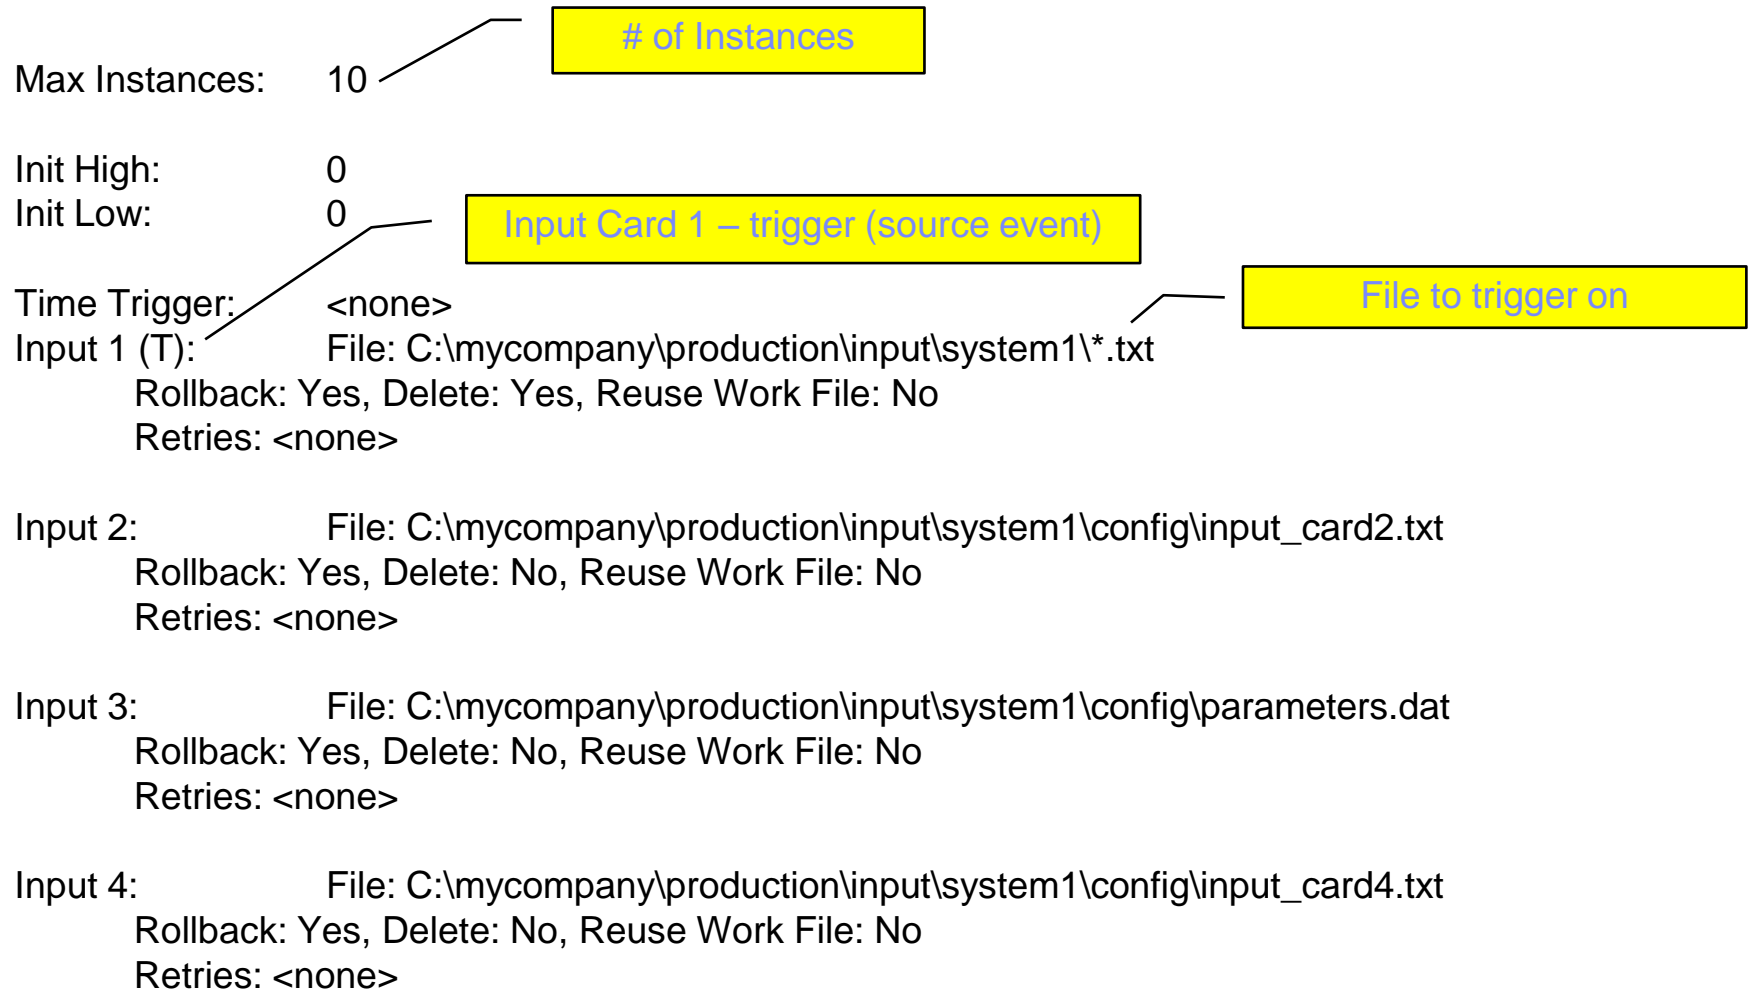 # of Instances
Max Instances: 10
Init High: 0
Init Low: 0
Input Card 1 – trigger (source event)
File to trigger on
Time Trigger: <none>
Input 1 (T): File: C:\mycompany\production\input\system1\*.txt
Rollback: Yes, Delete: Yes, Reuse Work File: No
Retries: <none>
Input 2: File: C:\mycompany\production\input\system1\config\input_card2.txt
Rollback: Yes, Delete: No, Reuse Work File: No
Retries: <none>
Input 3: File: C:\mycompany\production\input\system1\config\parameters.dat
Rollback: Yes, Delete: No, Reuse Work File: No
Retries: <none>
Input 4: File: C:\mycompany\production\input\system1\config\input_card4.txt
Rollback: Yes, Delete: No, Reuse Work File: No
Retries: <none>